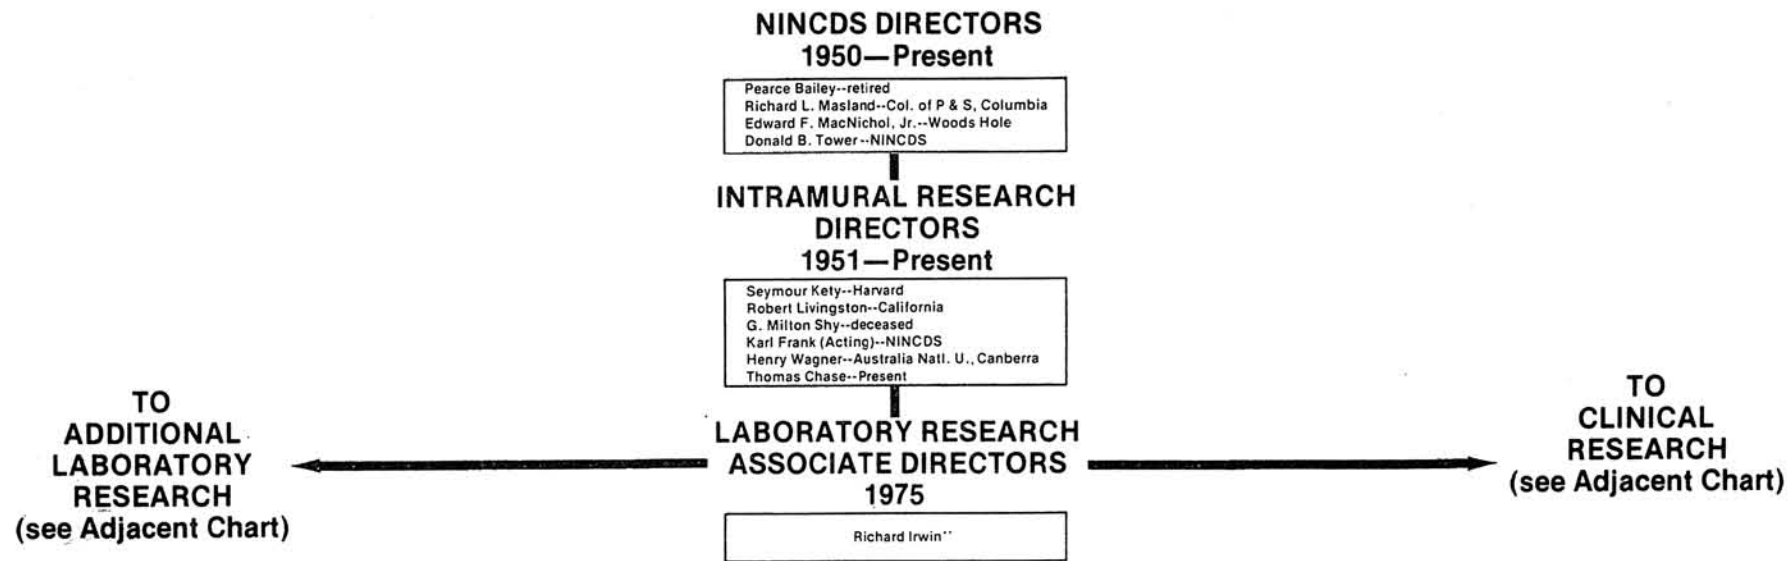 NINCDS DIRECTORS
1950—Present
Pearce Bailey--retired
Richard L. Masland--Col. of P & S, Columbia
Edward F. MacNichol, Jr.--Woods Hole
Donald B. Tower--NINCDS
INTRAMURAL RESEARCH
DIRECTORS
1951—Present
Seymour Kety--Harvard
Robert Livingston--California
G. Milton Shy--deceased
Karl Frank (Acting)--NINCDS
Henry Wagner--Australia Natl. U., Canberra
Thomas Chase--Present
TO
ADDITIONAL
LABORATORY
RESEARCH
(see Adjacent Chart)
LABORATORY RESEARCH
ASSOCIATE DIRECTORS
1975
Richard Irwin**
TO
CLINICAL
RESEARCH
(see Adjacent Chart)